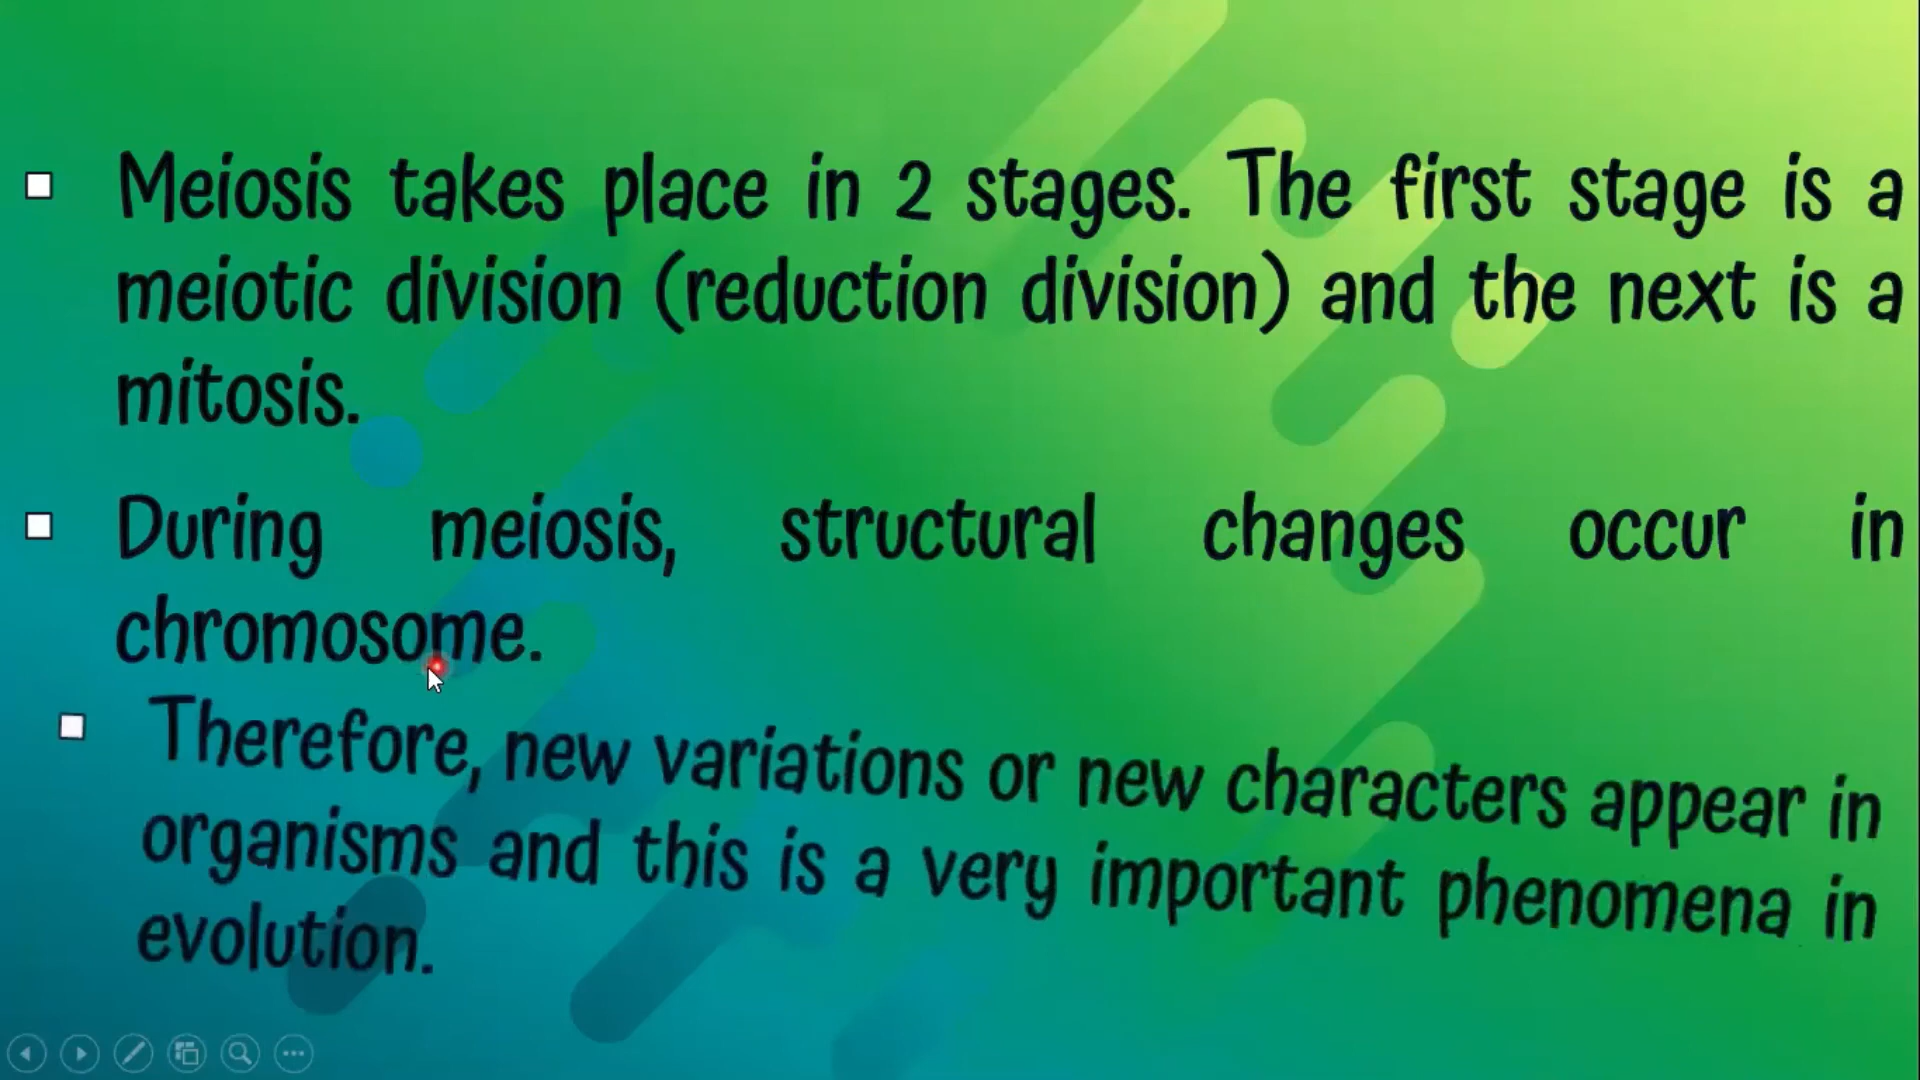 Meiosis takes place in 2 stages. The first stage is a
meiotic division (reduction division) and the next is a
mitosis.
During meiosis, structural changes occur in
chromosome.
Therefore, new variations or new characters appear in
organisms and this is a very important phenomena in
evolution.